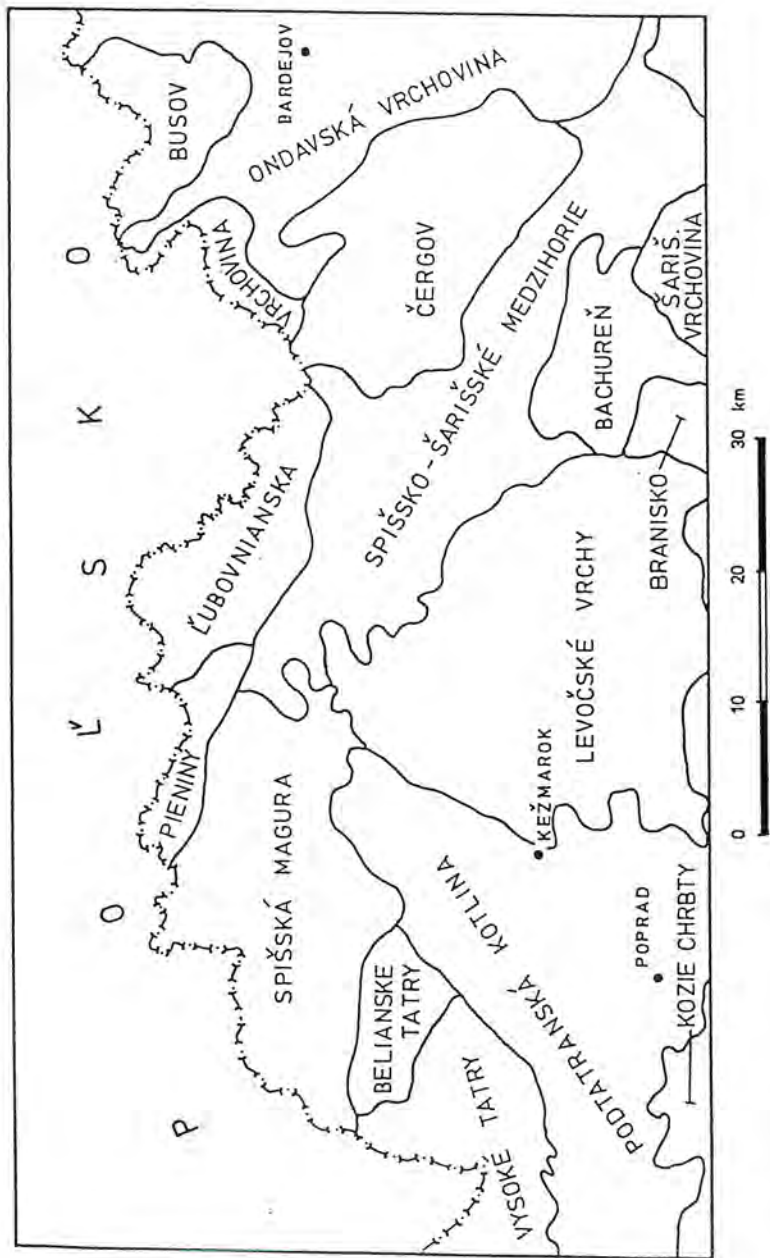 P O Ľ S K O
BUSOV
BARDEJOV
ONDAVSKÁ VRCHOVINA
ĽUBOVNIANSKA
VRCHOVINA
PIENINY
ČERGOV
SPIŠSKÁ MAGURA
SPIŠSKO-ŠARIŠSKÉ MEDZIHORIE
BELIANSKE
TATRY
VYSOKÉ TATRY
PODTATRANSKÁ KOTLINA
KEŽMAROK
LEVOČSKÉ VRCHY
BACHUREŇ
ŠARIŠ.
VRCHOVINA
BRANISKO
POPRAD
KOZIE CHRBTY
0 10 20 30 km